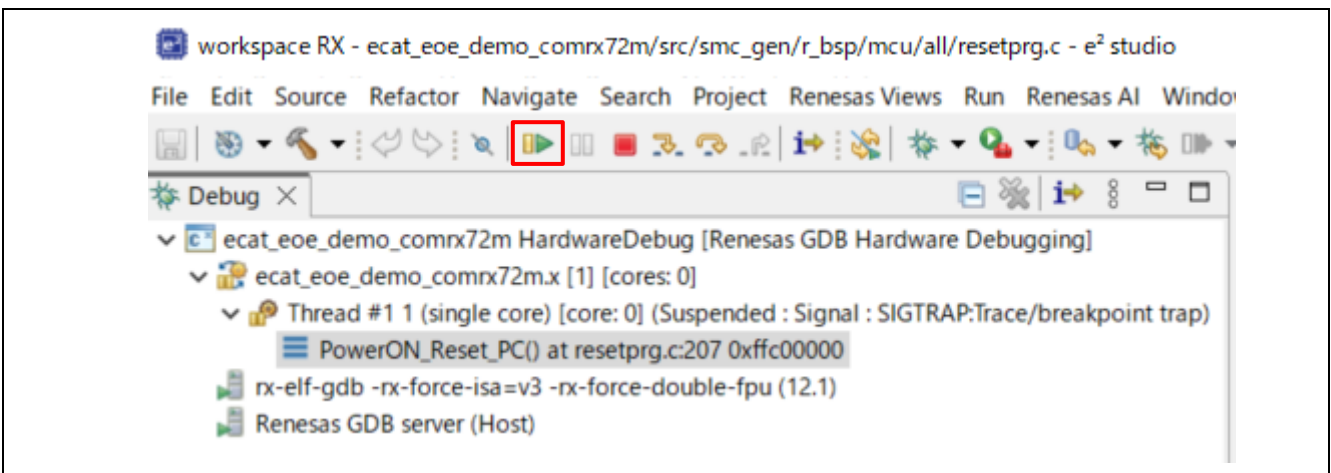 workspace RX - ecat_eoe_demo_comrx72m/src/smc_gen/r_bsp/mcu/all/resetprg.c - e² studio
File Edit Source Refactor Navigate Search Project Renesas Views Run Renesas AI Windo
Debug
ecat_eoe_demo_comrx72m HardwareDebug [Renesas GDB Hardware Debugging]
ecat_eoe_demo_comrx72m.x [1] [cores: 0]
Thread #1 1 (single core) [core: 0] (Suspended : Signal : SIGTRAP:Trace/breakpoint trap)
PowerON_Reset_PC() at resetprg.c:207 0xffc00000
rx-elf-gdb -rx-force-isa=v3 -rx-force-double-fpu (12.1)
Renesas GDB server (Host)